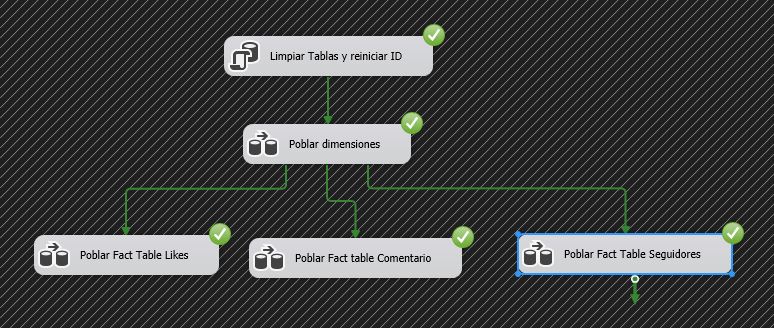 Limpiar Tablas y reiniciar ID
Poblar dimensiones
Poblar Fact Table Likes
Poblar Fact table Comentario
Poblar Fact Table Seguidores